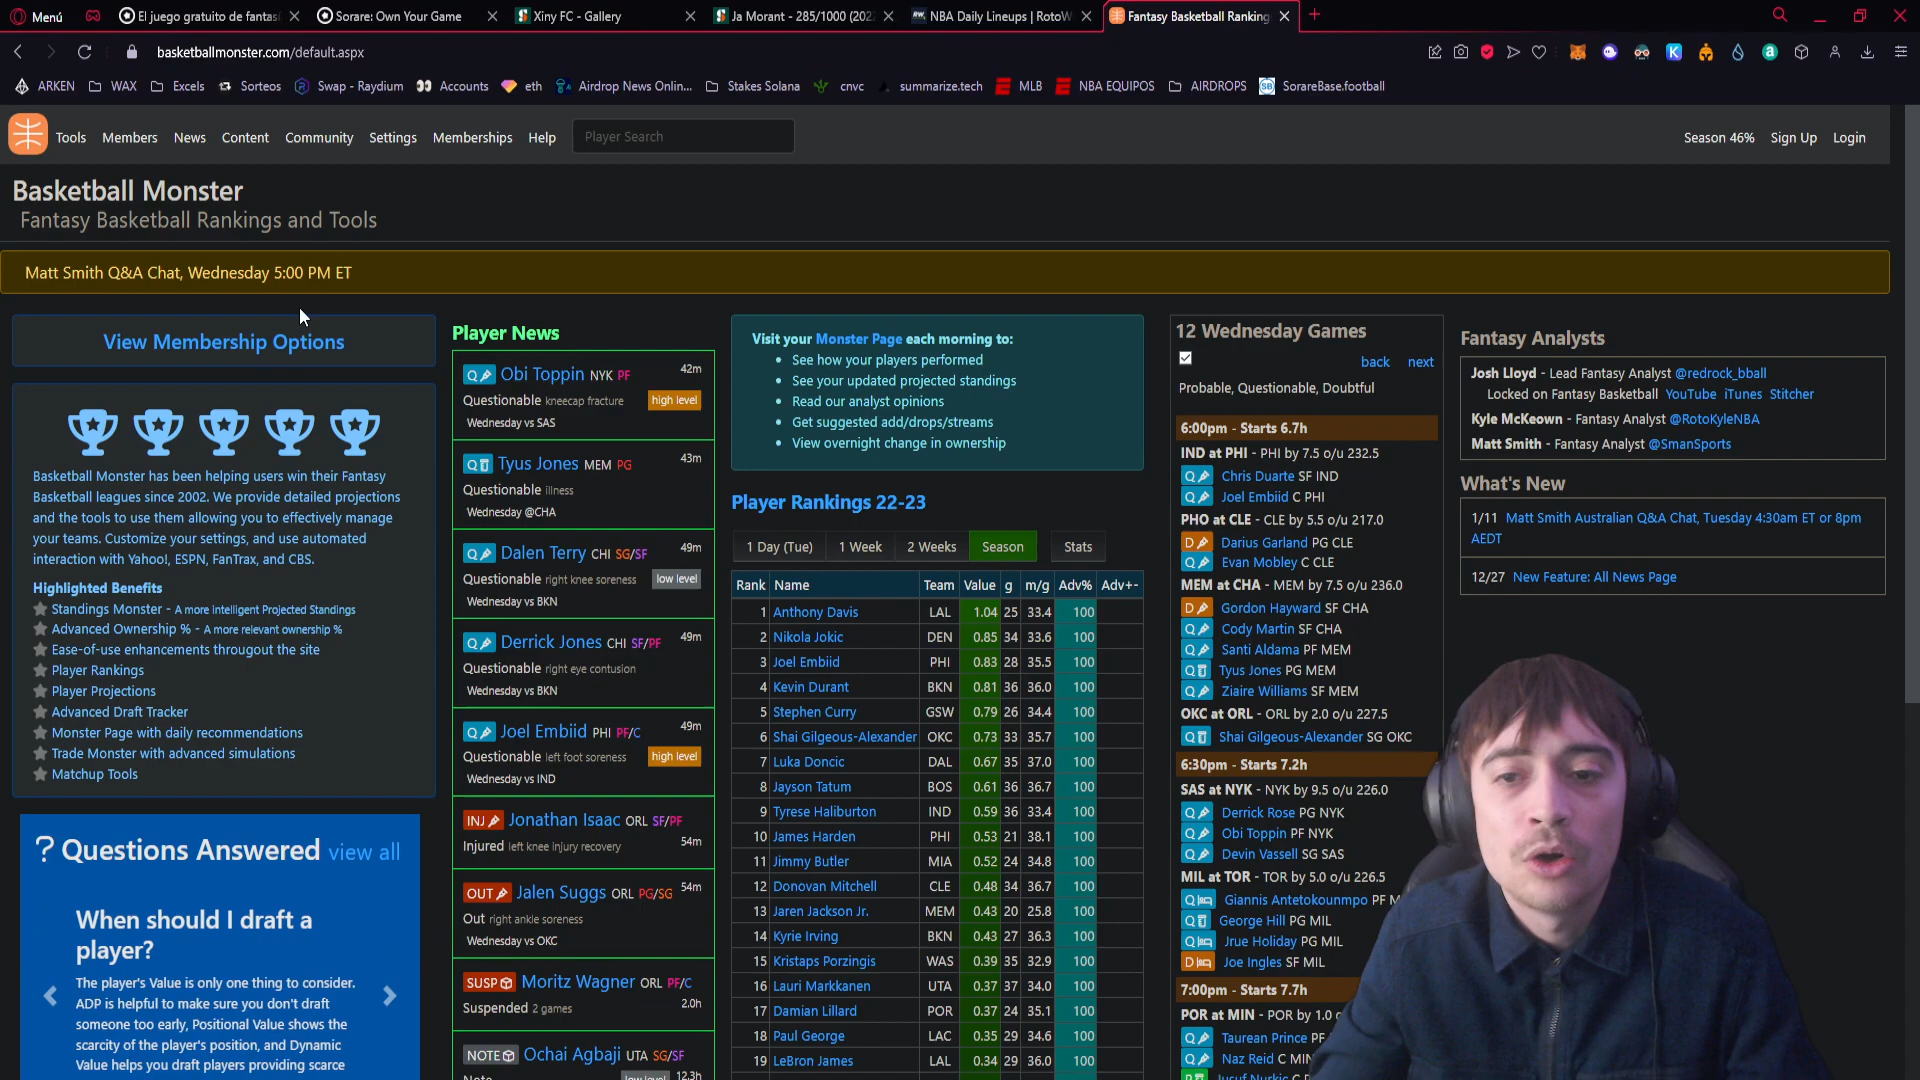 Menú
El juego gratuito de fantas
Sorare: Own Your Game
Xiny FC - Gallery
Ja Morant - 285/1000 (202
NBA Daily Lineups | RotoW
Fantasy Basketball Ranking
basketballmonster.com/default.aspx
ARKEN
WAX
Excels
Sorteos
Swap - Raydium
Accounts
eth
Airdrop News Onlin...
Stakes Solana
cnvc
summarize.tech
MLB
NBA EQUIPOS
AIRDROPS
SorareBase.football
Tools
Members
News
Content
Community
Settings
Memberships
Help
Player Search
Season 46%
Sign Up
Login
Basketball Monster
Fantasy Basketball Rankings and Tools
Matt Smith Q&A Chat, Wednesday 5:00 PM ET
View Membership Options
Basketball Monster has been helping users win their Fantasy
Basketball leagues since 2002. We provide detailed projections
and the tools to use them allowing you to effectively manage
your teams. Customize your settings, and use automated
interaction with Yahoo!, ESPN, FanTrax, and CBS.
Highlighted Benefits
Standings Monster - A more intelligent Projected Standings
Advanced Ownership % - A more relevant ownership %
Ease-of-use enhancements througout the site
Player Rankings
Player Projections
Advanced Draft Tracker
Monster Page with daily recommendations
Trade Monster with advanced simulations
Matchup Tools
? Questions Answered view all
When should I draft a
player?
The player's Value is only one thing to consider.
ADP is helpful to make sure you don't draft
someone too early, Positional Value shows the
scarcity of the player's position, and Dynamic
Value helps you draft players providing scarce
Player News
Q Obi Toppin NYK PF 42m
Questionable kneecap fracture high level
Wednesday vs SAS
Q Tyus Jones MEM PG 43m
Questionable illness
Wednesday @CHA
Q Dalen Terry CHI SG/SF 49m
Questionable right knee soreness low level
Wednesday vs BKN
Q Derrick Jones CHI SF/PF 49m
Questionable right eye contusion
Wednesday vs BKN
Q Joel Embiid PHI PF/C 49m
Questionable left foot soreness high level
Wednesday vs IND
INJ Jonathan Isaac ORL SF/PF
Injured left knee injury recovery 54m
OUT Jalen Suggs ORL PG/SG 54m
Out right ankle soreness
Wednesday vs OKC
SUSP Moritz Wagner ORL PF/C
Suspended 2 games 2.0h
NOTE Ochai Agbaji UTA SG/SF
Note low level 12.3h
Visit your Monster Page each morning to:
• See how your players performed
• See your updated projected standings
• Read our analyst opinions
• Get suggested add/drops/streams
• View overnight change in ownership
Player Rankings 22-23
1 Day (Tue) 1 Week 2 Weeks Season Stats
Rank Name Team Value g m/g Adv% Adv+-
1 Anthony Davis LAL 1.04 25 33.4 100
2 Nikola Jokic DEN 0.85 34 33.6 100
3 Joel Embiid PHI 0.83 28 35.5 100
4 Kevin Durant BKN 0.81 36 36.0 100
5 Stephen Curry GSW 0.79 26 34.4 100
6 Shai Gilgeous-Alexander OKC 0.73 33 35.7 100
7 Luka Doncic DAL 0.67 35 37.0 100
8 Jayson Tatum BOS 0.61 36 36.7 100
9 Tyrese Haliburton IND 0.59 36 33.4 100
10 James Harden PHI 0.53 21 38.1 100
11 Jimmy Butler MIA 0.52 24 34.8 100
12 Donovan Mitchell CLE 0.48 34 36.7 100
13 Jaren Jackson Jr. MEM 0.43 20 25.8 100
14 Kyrie Irving BKN 0.43 27 36.3 100
15 Kristaps Porzingis WAS 0.39 35 32.9 100
16 Lauri Markkanen UTA 0.37 37 34.0 100
17 Damian Lillard POR 0.37 24 35.1 100
18 Paul George LAC 0.35 29 34.6 100
19 LeBron James LAL 0.34 29 36.0 100
12 Wednesday Games
back next
Probable, Questionable, Doubtful
6:00pm - Starts 6.7h
IND at PHI - PHI by 7.5 o/u 232.5
Q Chris Duarte SF IND
Q Joel Embiid C PHI
PHO at CLE - CLE by 5.5 o/u 217.0
D Darius Garland PG CLE
Q Evan Mobley C CLE
MEM at CHA - MEM by 7.5 o/u 236.0
D Gordon Hayward SF CHA
Q Cody Martin SF CHA
Q Santi Aldama PF MEM
Q Tyus Jones PG MEM
Q Ziaire Williams SF MEM
OKC at ORL - ORL by 2.0 o/u 227.5
Q Shai Gilgeous-Alexander SG OKC
6:30pm - Starts 7.2h
SAS at NYK - NYK by 9.5 o/u 226.0
Q Derrick Rose PG NYK
Q Obi Toppin PF NYK
Q Devin Vassell SG SAS
MIL at TOR - TOR by 5.0 o/u 226.5
Q Giannis Antetokounmpo PF M
Q George Hill PG MIL
Q Jrue Holiday PG MIL
D Joe Ingles SF MIL
7:00pm - Starts 7.7h
POR at MIN - POR by 1.0
Q Taurean Prince PF
Q Naz Reid C MIN
Jusuf Nurkic C
Fantasy Analysts
Josh Lloyd - Lead Fantasy Analyst @redrock_bball
Locked on Fantasy Basketball YouTube iTunes Stitcher
Kyle McKeown - Fantasy Analyst @RotoKyleNBA
Matt Smith - Fantasy Analyst @SmanSports
What's New
1/11 Matt Smith Australian Q&A Chat, Tuesday 4:30am ET or 8pm
AEDT
12/27 New Feature: All News Page